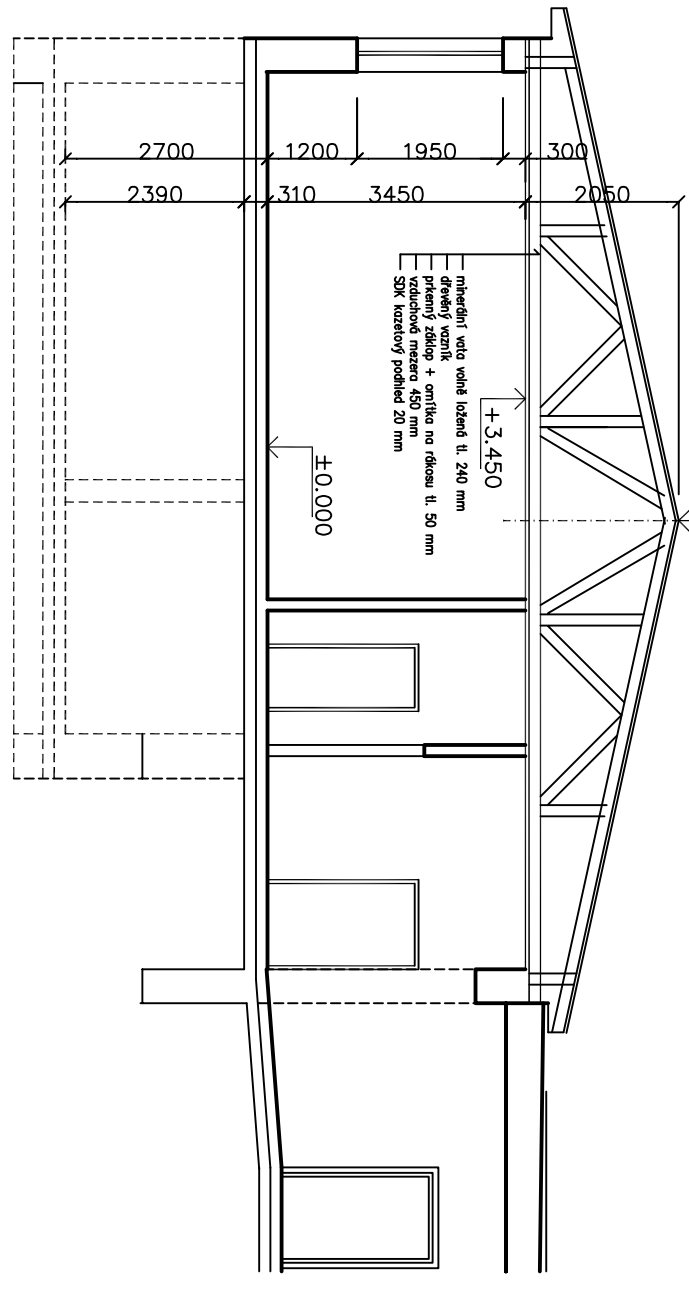 2700
1200
1950
300
2390
310
3450
2050
minerální vata volně ložená tl. 240 mm
dřevěný vazník
prkenný záklop + omítka na rákosu tl. 50 mm
vzduchová mezera 450 mm
SDK kazetový podhled 20 mm
+3.450
±0.000